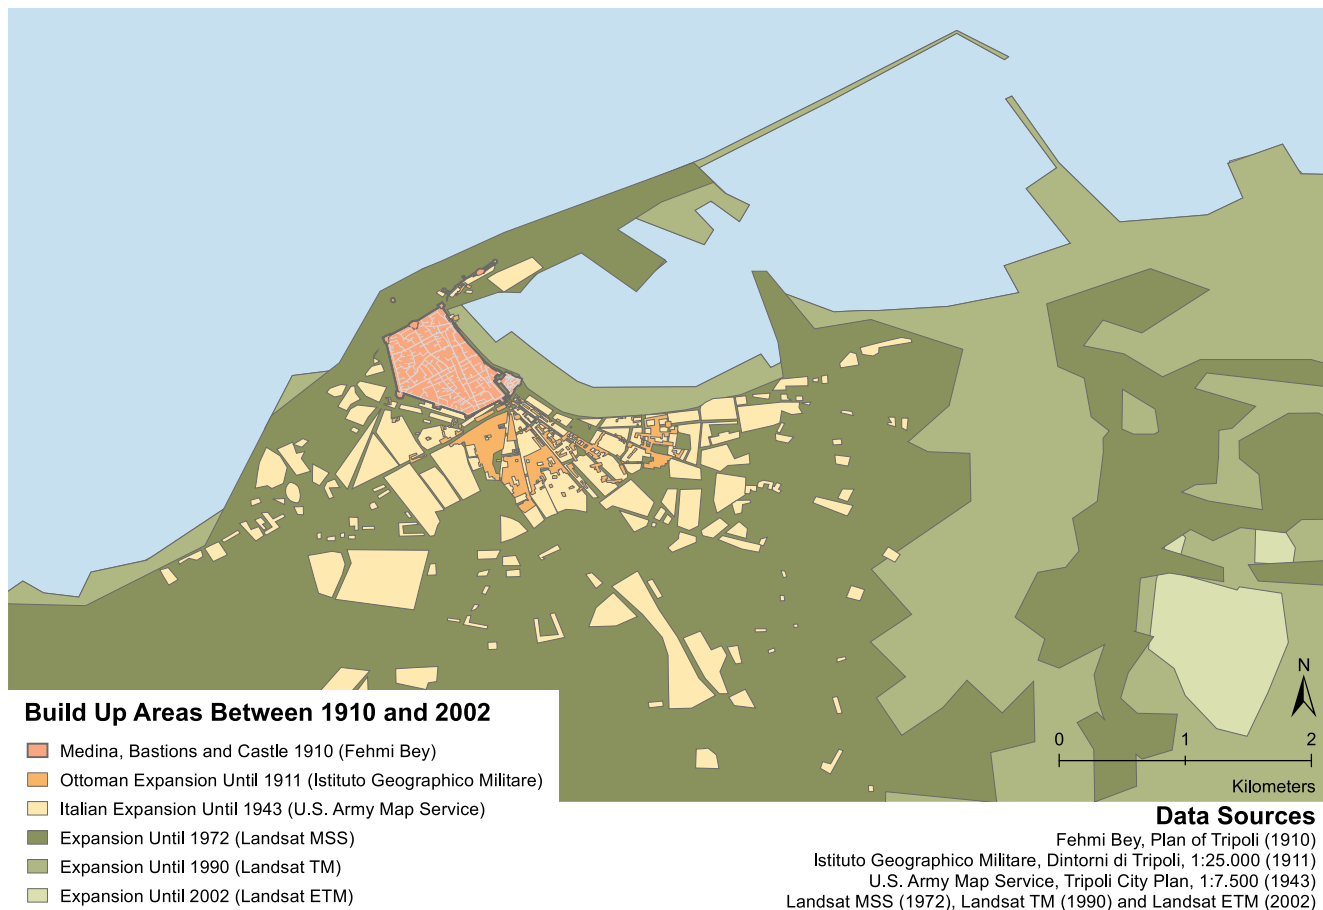 N
0 1 2
Kilometers
Build Up Areas Between 1910 and 2002
Medina, Bastions and Castle 1910 (Fehmi Bey)
Ottoman Expansion Until 1911 (Istituto Geographico Militare)
Italian Expansion Until 1943 (U.S. Army Map Service)
Expansion Until 1972 (Landsat MSS)
Expansion Until 1990 (Landsat TM)
Expansion Until 2002 (Landsat ETM)
Data Sources
Fehmi Bey, Plan of Tripoli (1910)
Istituto Geographico Militare, Dintorni di Tripoli, 1:25.000 (1911)
U.S. Army Map Service, Tripoli City Plan, 1:7.500 (1943)
Landsat MSS (1972), Landsat TM (1990) and Landsat ETM (2002)